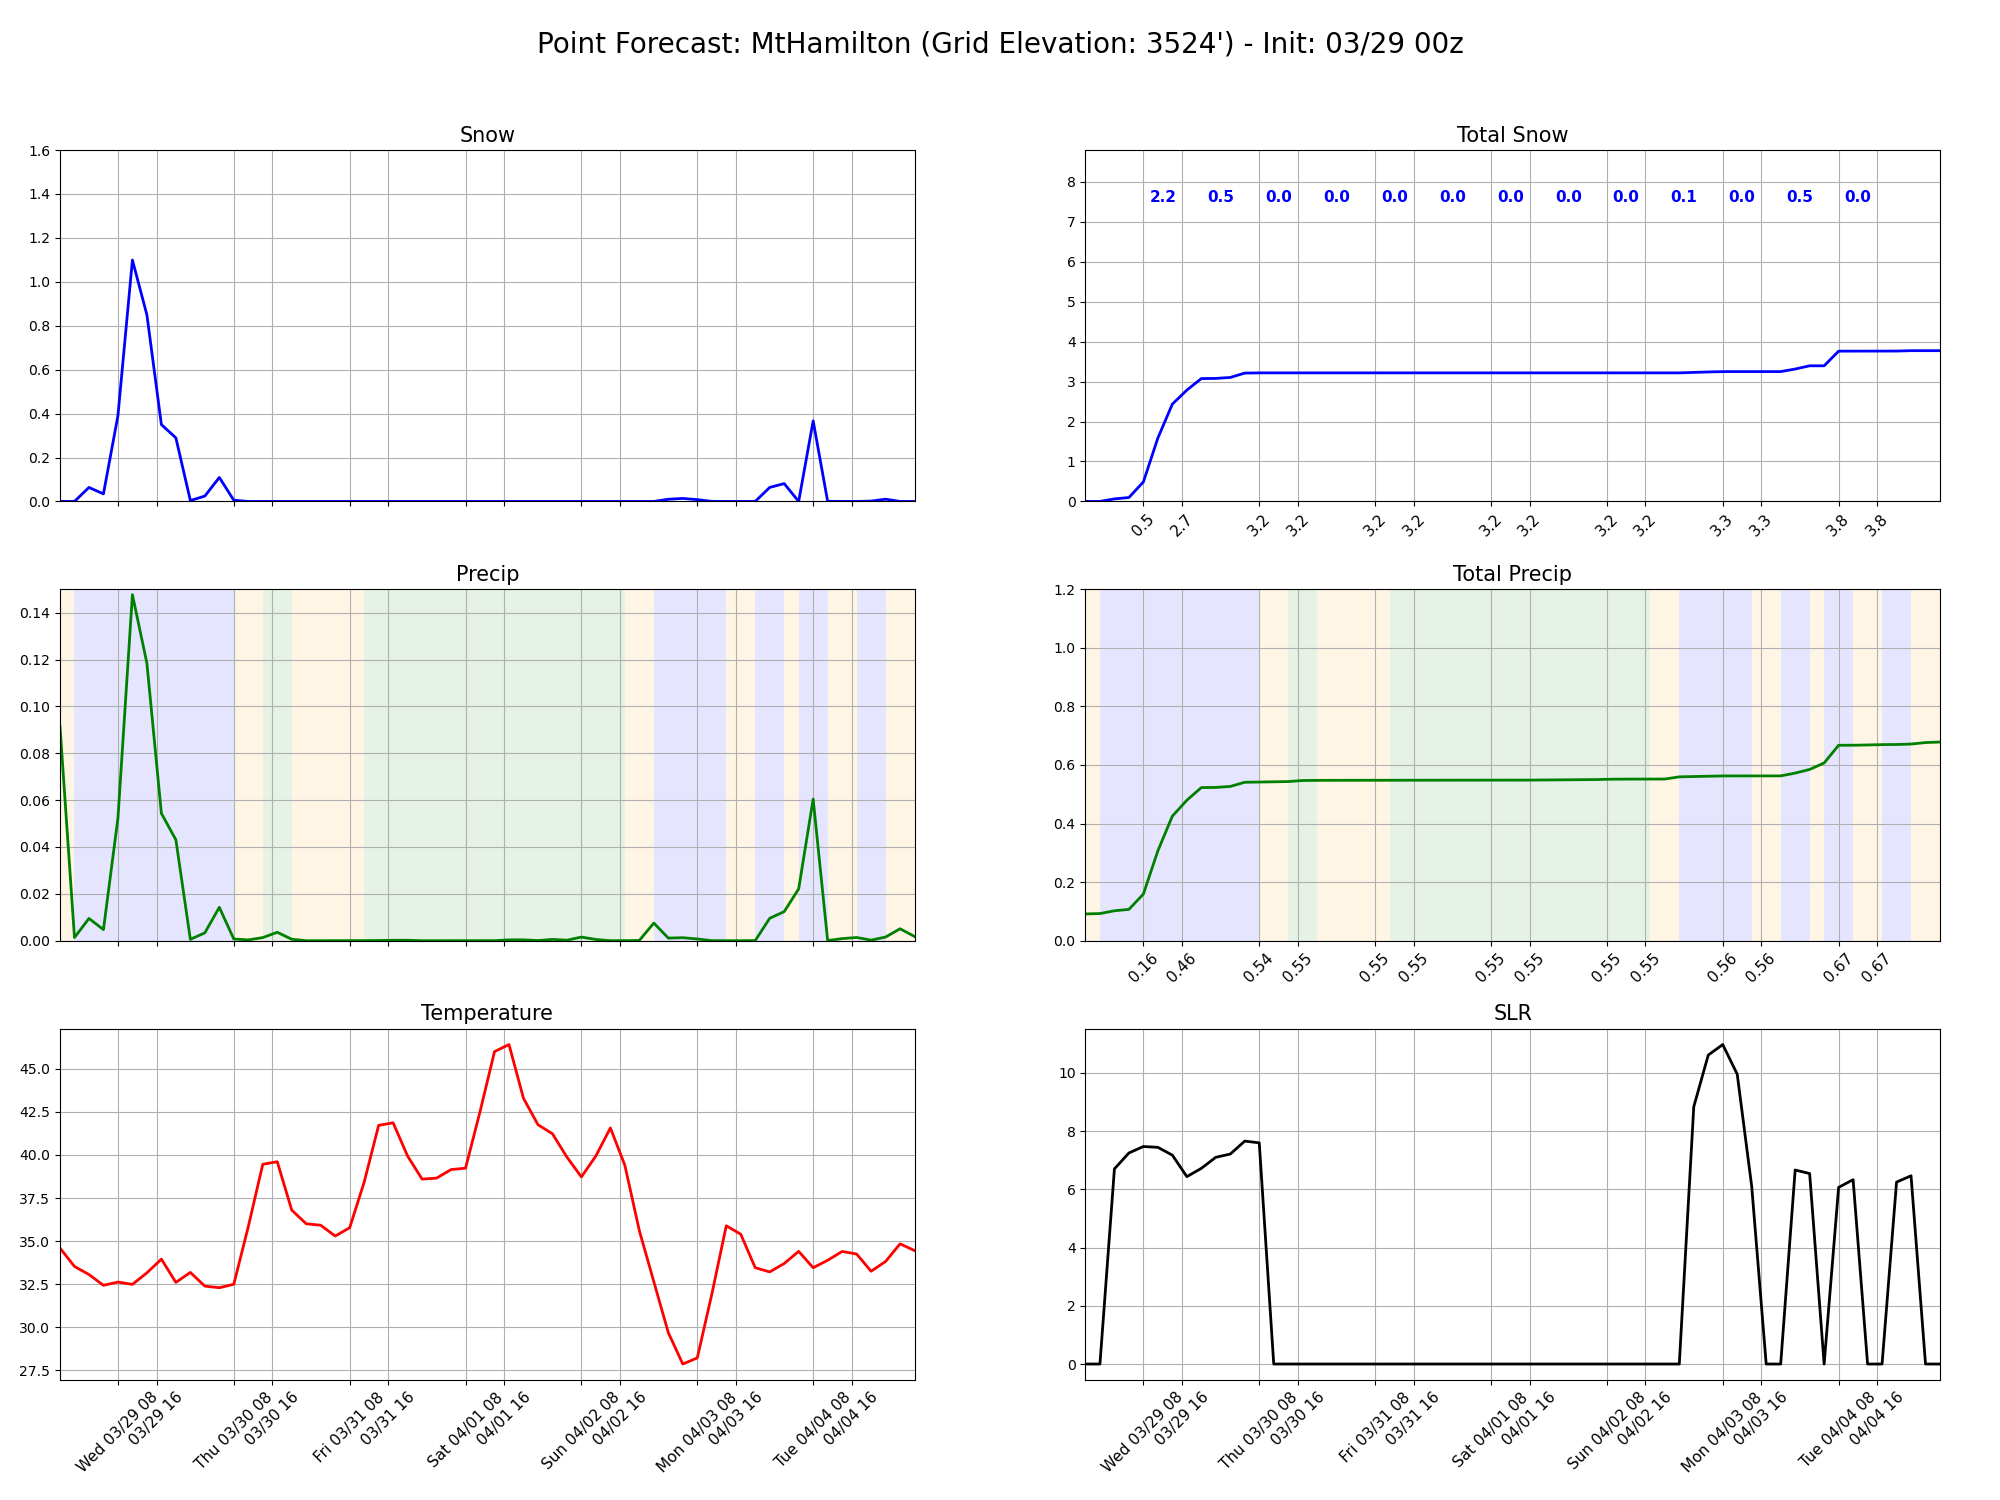 Point Forecast: MtHamilton (Grid Elevation: 3524') - Init: 03/29 00z
Snow
1.6
1.4
1.2
1.0
0.8
0.6
0.4
0.2
0.0
Total Snow
8
7
6
5
4
3
2
1
0
2.2 0.5 0.0 0.0 0.0 0.0 0.0 0.0 0.0 0.1 0.0 0.5 0.0
0.5 2.7 3.2 3.2 3.2 3.2 3.2 3.2 3.2 3.2 3.3 3.3 3.8 3.8
Precip
0.14
0.12
0.10
0.08
0.06
0.04
0.02
0.00
Total Precip
1.2
1.0
0.8
0.6
0.4
0.2
0.0
0.16 0.46 0.54 0.55 0.55 0.55 0.55 0.55 0.55 0.55 0.56 0.56 0.67 0.67
Temperature
45.0
42.5
40.0
37.5
35.0
32.5
30.0
27.5
Wed 03/29 08
03/29 16
Thu 03/30 08
03/30 16
Fri 03/31 08
03/31 16
Sat 04/01 08
04/01 16
Sun 04/02 08
04/02 16
Mon 04/03 08
04/03 16
Tue 04/04 08
04/04 16
SLR
10
8
6
4
2
0
Wed 03/29 08
03/29 16
Thu 03/30 08
03/30 16
Fri 03/31 08
03/31 16
Sat 04/01 08
04/01 16
Sun 04/02 08
04/02 16
Mon 04/03 08
04/03 16
Tue 04/04 08
04/04 16